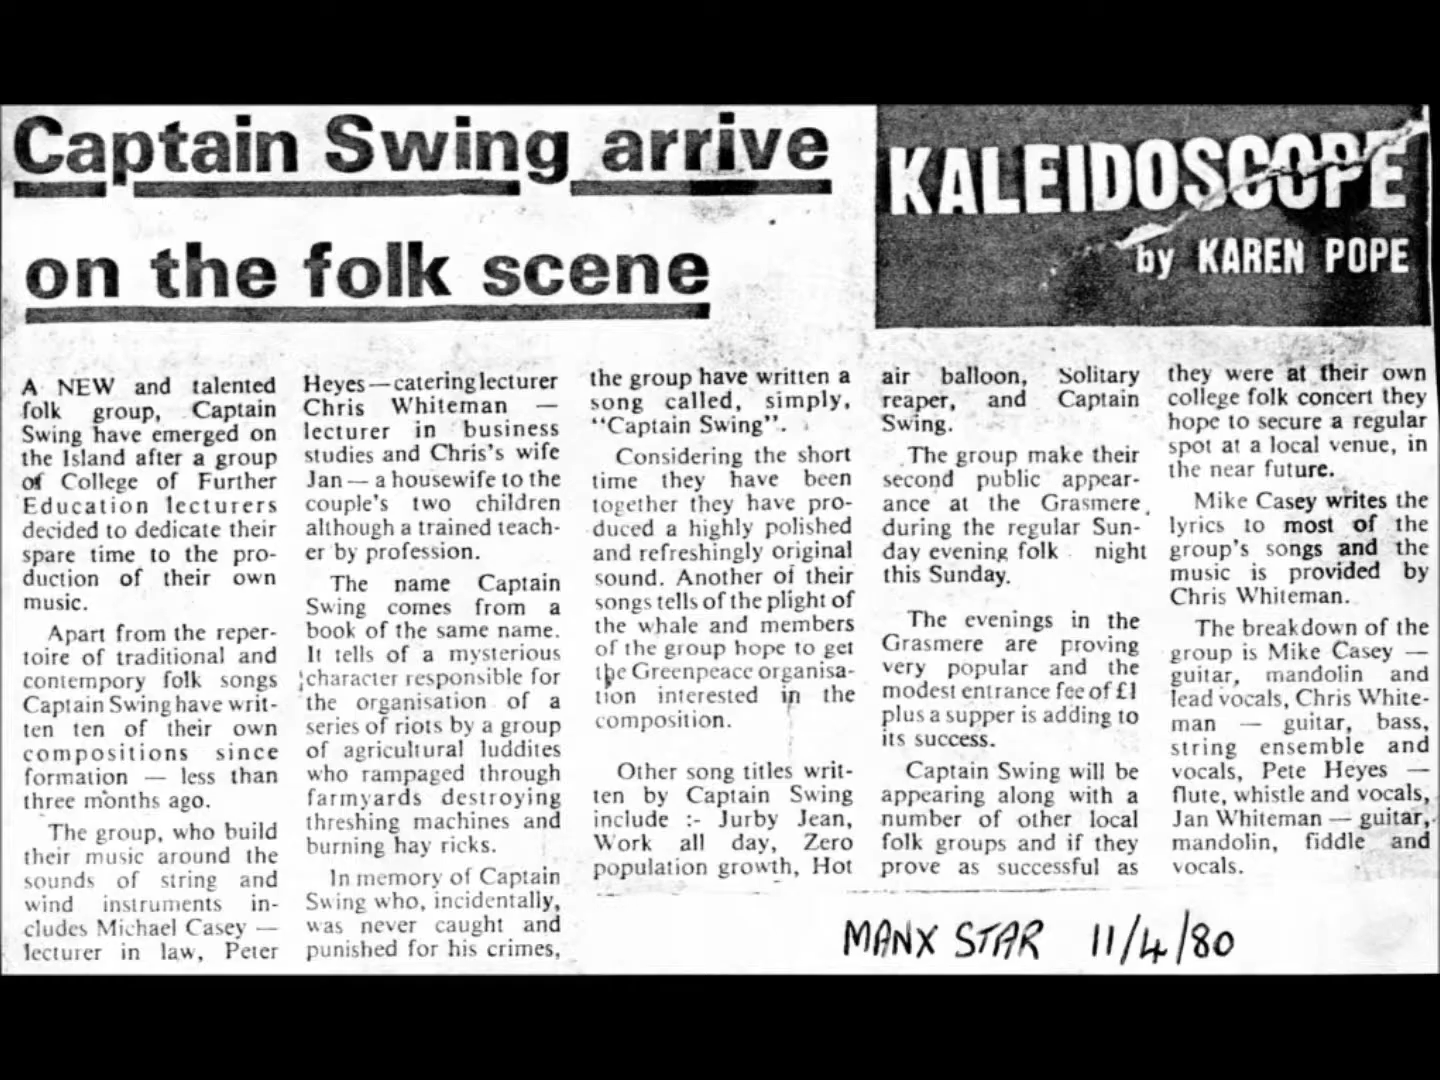 Captain Swing arrive
on the folk scene
KALEIDOSCOPE
by KAREN POPE
A NEW and talented
folk group, Captain
Swing have emerged on
the Island after a group
of College of Further
Education lecturers
decided to dedicate their
spare time to the pro-
duction of their own
music.
Apart from the reper-
toire of traditional and
contempory folk songs
Captain Swing have writ-
ten ten of their own
compositions since
formation — less than
three months ago.
The group, who build
their music around the
sounds of string and
wind instruments in-
cludes Michael Casey —
lecturer in law, Peter
Heyes — catering lecturer
Chris Whiteman —
lecturer in business
studies and Chris's wife
Jan — a housewife to the
couple's two children
although a trained teach-
er by profession.
The name Captain
Swing comes from a
book of the same name.
It tells of a mysterious
character responsible for
the organisation of a
series of riots by a group
of agricultural luddites
who rampaged through
farmyards destroying
threshing machines and
burning hay ricks.
In memory of Captain
Swing who, incidentally,
was never caught and
punished for his crimes,
the group have written a
song called, simply,
"Captain Swing".
Considering the short
time they have been
together they have pro-
duced a highly polished
and refreshingly original
sound. Another of their
songs tells of the plight of
the whale and members
of the group hope to get
the Greenpeace organisa-
tion interested in the
composition.
Other song titles writ-
ten by Captain Swing
include :- Jurby Jean,
Work all day, Zero
population growth, Hot
air balloon, Solitary
reaper, and Captain
Swing.
The group make their
second public appear-
ance at the Grasmere
during the regular Sun-
day evening folk night
this Sunday.
The evenings in the
Grasmere are proving
very popular and the
modest entrance fee of £1
plus a supper is adding to
its success.
Captain Swing will be
appearing along with a
number of other local
folk groups and if they
prove as successful as
they were at their own
college folk concert they
hope to secure a regular
spot at a local venue, in
the near future.
Mike Casey writes the
lyrics to most of the
group's songs and the
music is provided by
Chris Whiteman.
The breakdown of the
group is Mike Casey —
guitar, mandolin and
lead vocals, Chris White-
man — guitar, bass,
string ensemble and
vocals, Pete Heyes —
flute, whistle and vocals,
Jan Whiteman — guitar,
mandolin, fiddle and
vocals.
MANX STAR 11/4/80